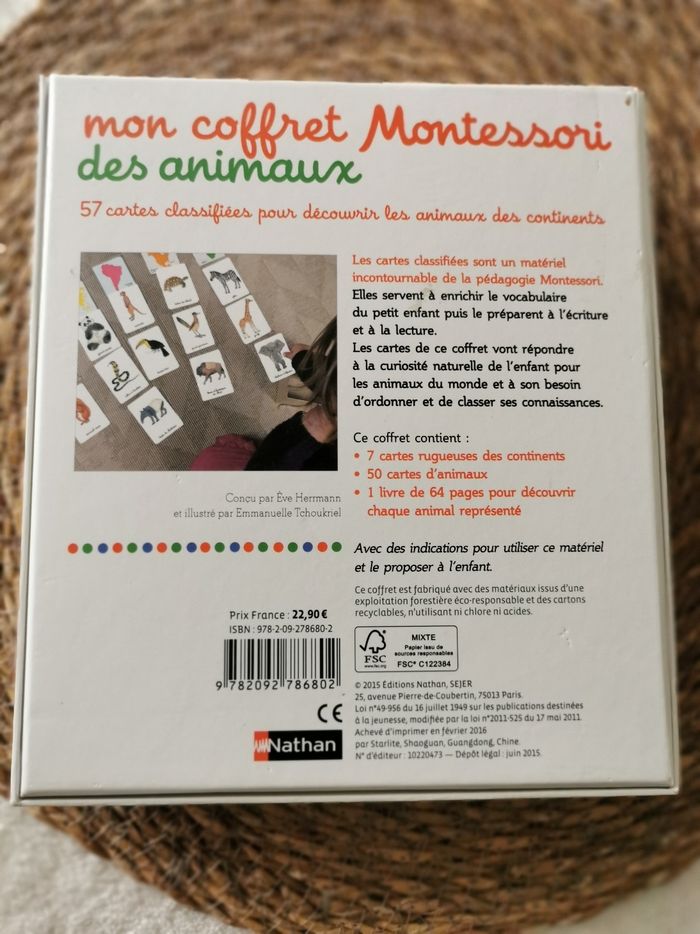 mon coffret Montessori
des animaux
57 cartes classifiées pour découvrir les animaux des continents
Les cartes classifiées sont un matériel
incontournable de la pédagogie Montessori.
Elles servent à enrichir le vocabulaire
du petit enfant puis le préparent à l'écriture
et à la lecture.
Les cartes de ce coffret vont répondre
à la curiosité naturelle de l'enfant pour
les animaux du monde et à son besoin
d'ordonner et de classer ses connaissances.
Ce coffret contient :
• 7 cartes rugueuses des continents
• 50 cartes d'animaux
• 1 livre de 64 pages pour découvrir
chaque animal représenté
Conçu par Ève Herrmann
et illustré par Emmanuelle Tchoukriel
Avec des indications pour utiliser ce matériel
et le proposer à l'enfant.
Ce coffret est fabriqué avec des matériaux issus d'une
exploitation forestière éco-responsable et des cartons
recyclables, n'utilisant ni chlore ni acides.
Prix France : 22,90 €
ISBN : 978-2-09-278680-2
9 782092 786802
CE
Nathan
FSC
www.fsc.org
MIXTE
Papier issu de
sources responsables
FSC® C122384
© 2015 Éditions Nathan, SEJER
25, avenue Pierre-de-Coubertin, 75013 Paris.
Loi n°49-956 du 16 juillet 1949 sur les publications destinées
à la jeunesse, modifiée par la loi n°2011-525 du 17 mai 2011.
Achevé d'imprimer en février 2016
par Starlite, Shaoguan, Guangdong, Chine.
N° d'éditeur : 10220473 — Dépôt légal : juin 2015.